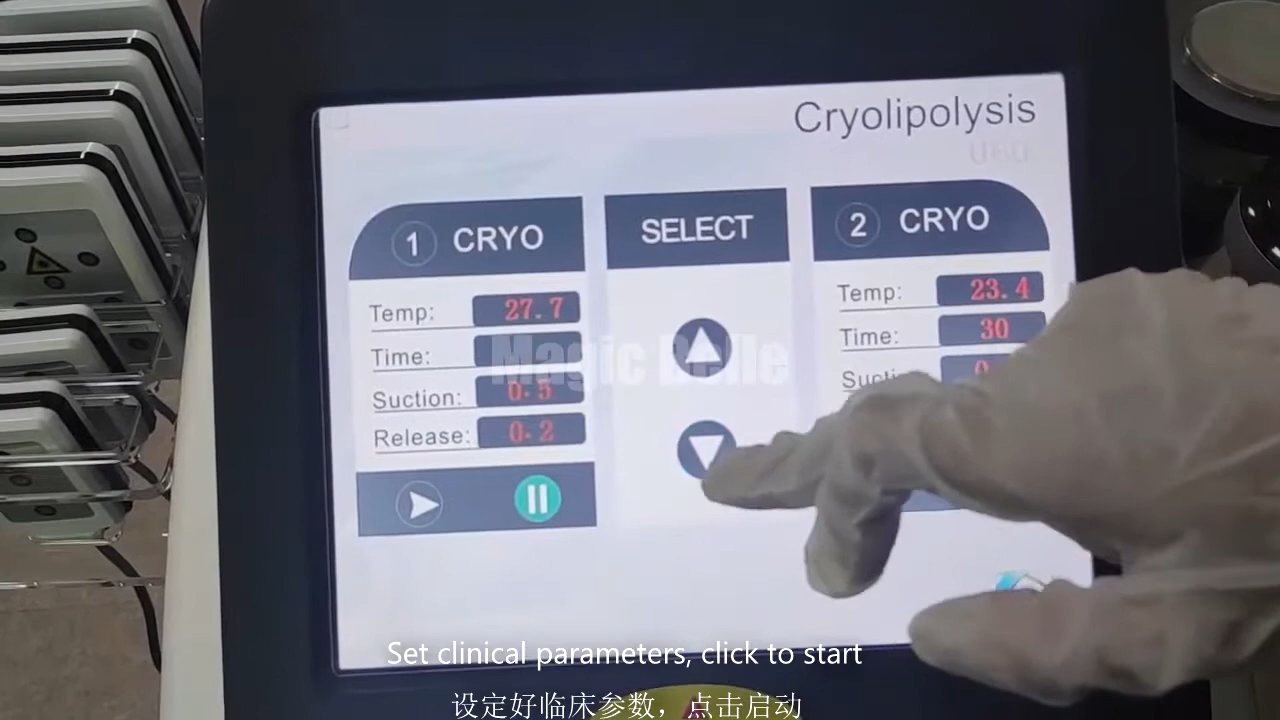 Cryolipolysis
1 CRYO
Temp: 27.7
Time:
Suction: 0.5
Release: 0.2
SELECT
2 CRYO
Temp: 23.4
Time: 30
Magic Belle
Set clinical parameters, click to start
设定好临床参数，点击启动